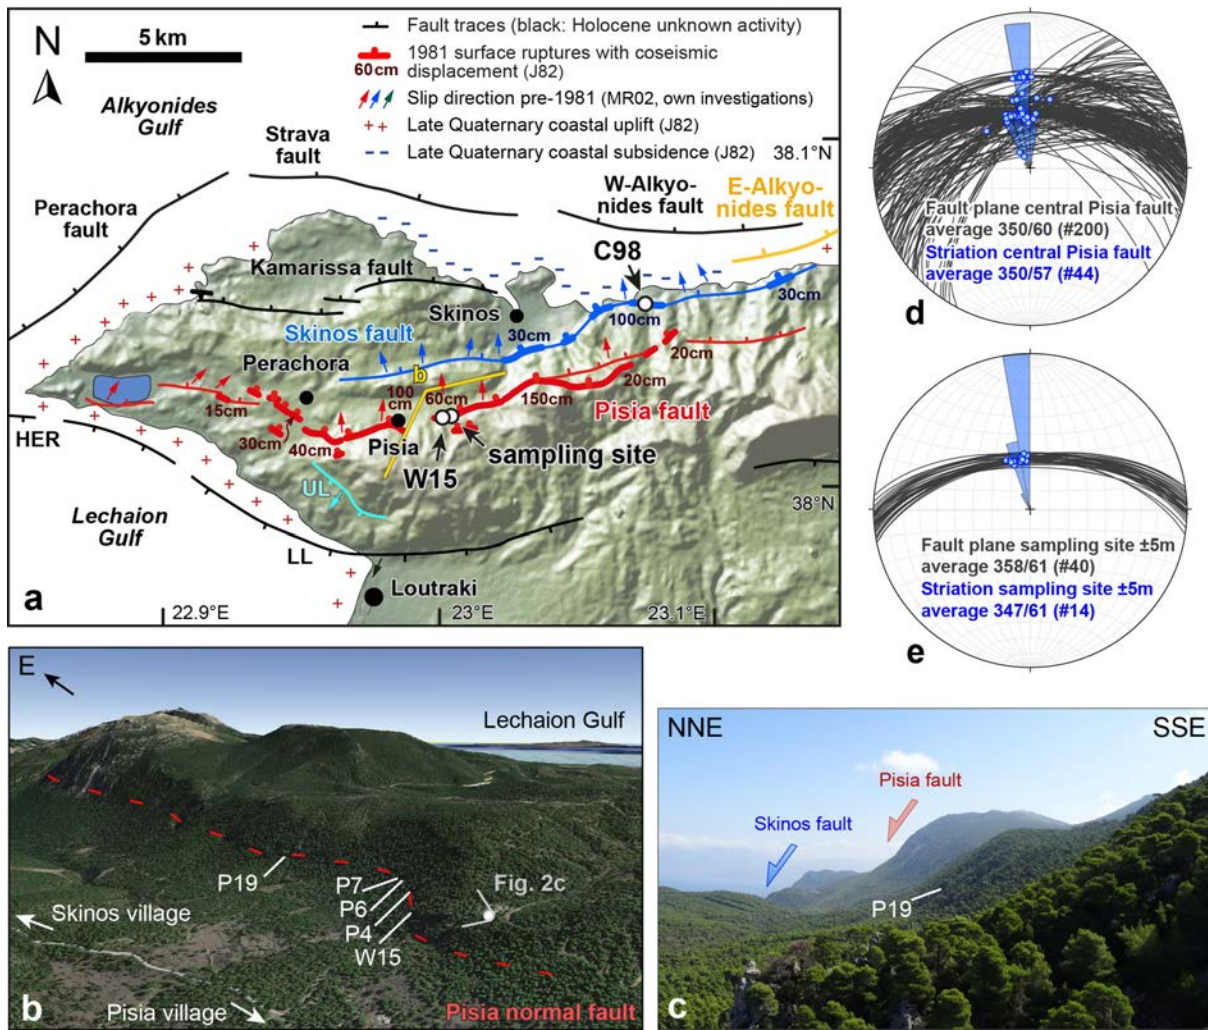 N
5 km
Fault traces (black: Holocene unknown activity)
1981 surface ruptures with coseismic
60cm displacement (J82)
Slip direction pre-1981 (MR02, own investigations)
Late Quaternary coastal uplift (J82)
Late Quaternary coastal subsidence (J82)
38.1°N
Alkyonides
Gulf
Strava
fault
Perachora
fault
W-Alkyo-
nides fault
E-Alkyo-
nides fault
C98
Kamarissa fault
Skinos
30cm
100cm
30cm
Skinos fault
Perachora
b
100
cm
60cm
20cm
20cm
150cm
15cm
Pisia fault
HER
30cm
40cm
Pisia
sampling site
W15
UL
38°N
Lechaion
Gulf
LL
Loutraki
a
22.9°E
23°E
23.1°E
Fault plane central Pisia fault
average 350/60 (#200)
Striation central Pisia fault
average 350/57 (#44)
d
Fault plane sampling site ±5m
average 358/61 (#40)
Striation sampling site ±5m
average 347/61 (#14)
e
E
Lechaion Gulf
P19
P7
P6
P4
W15
Fig. 2c
Skinos village
Pisia village
Pisia normal fault
b
NNE
SSE
Pisia fault
Skinos fault
P19
c